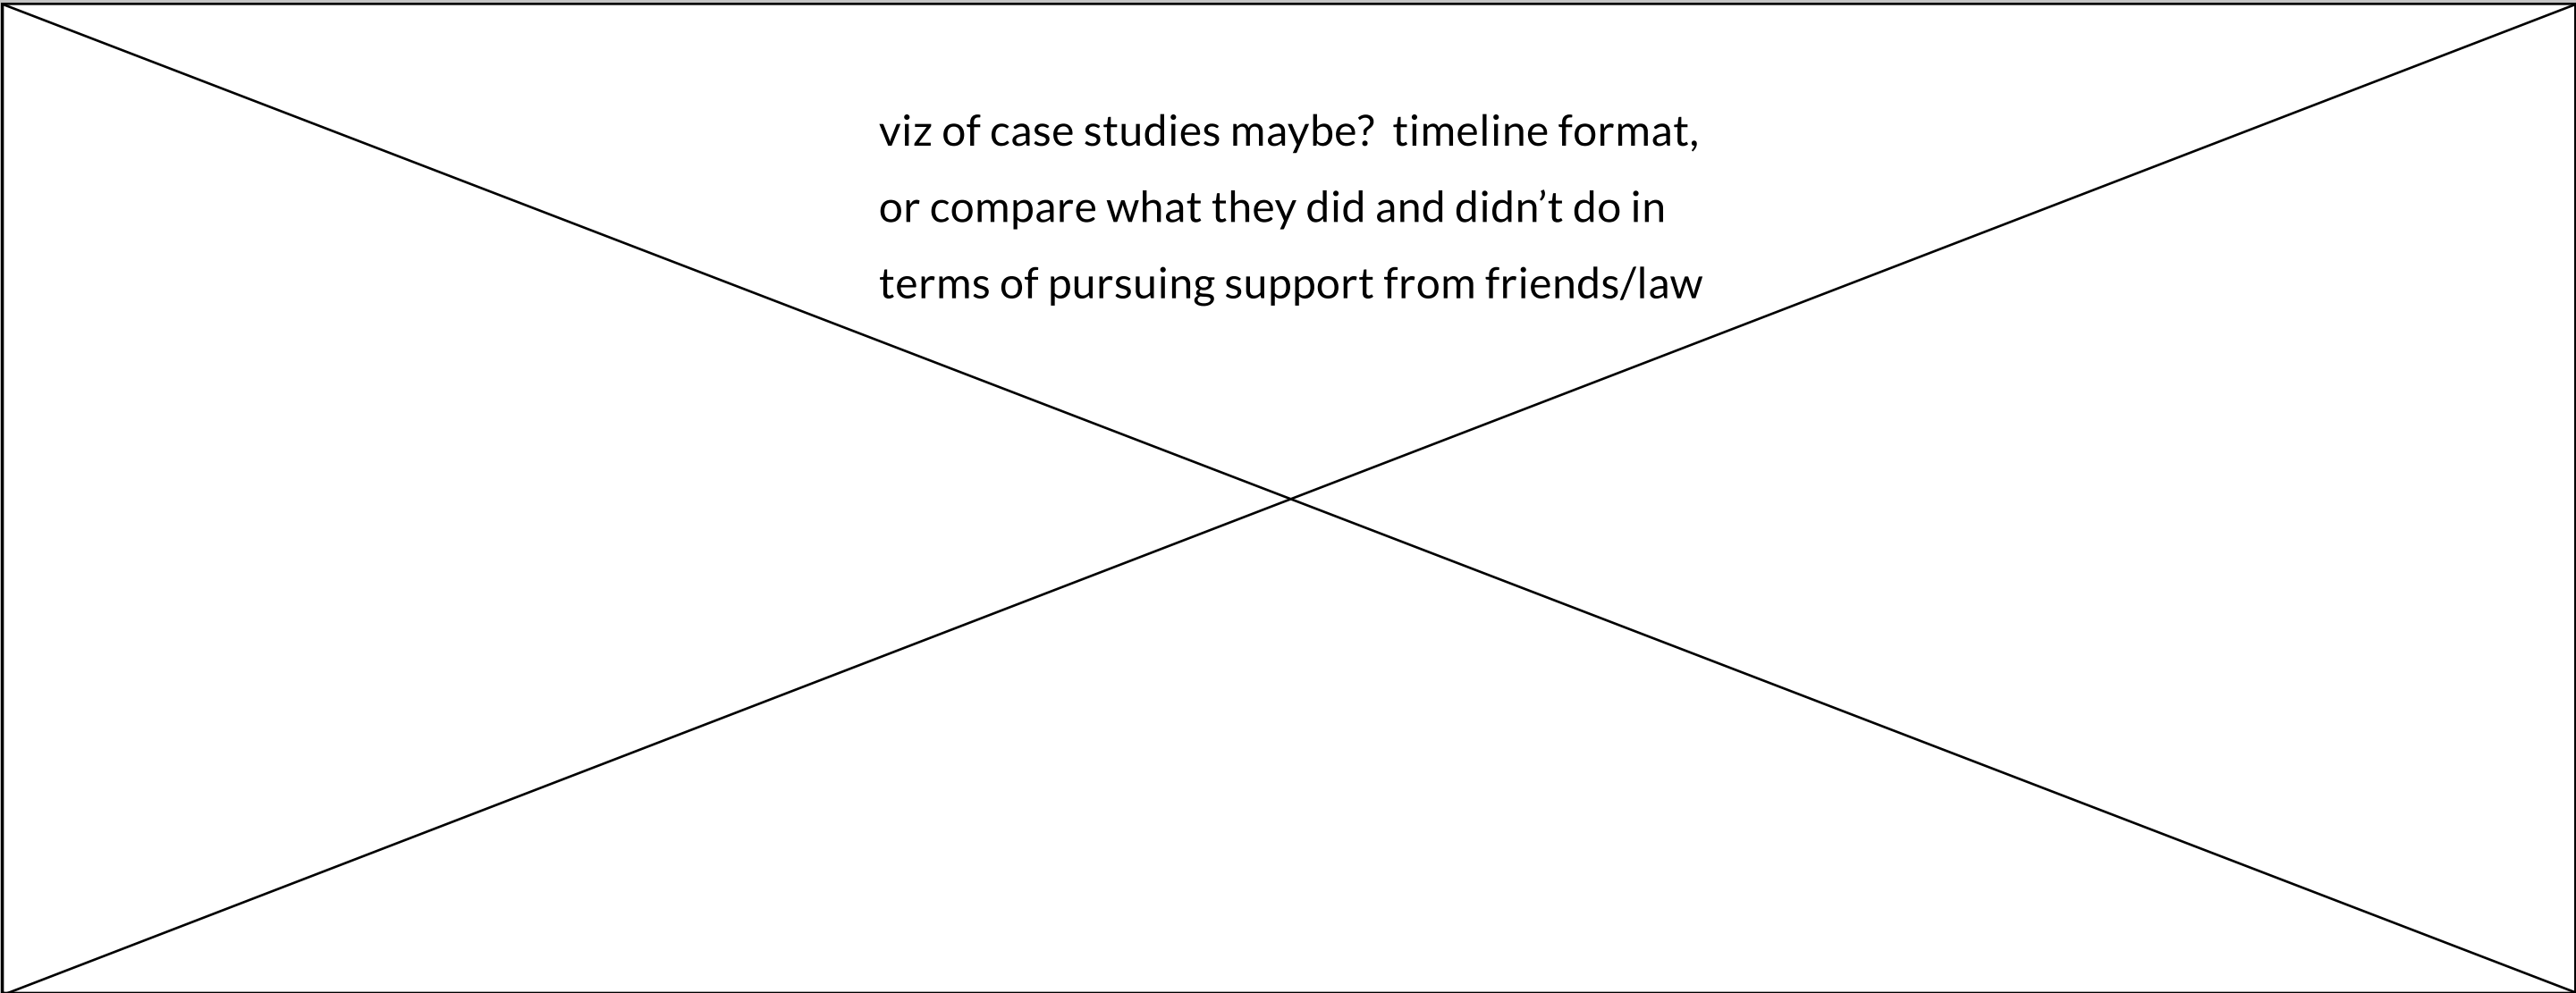 viz of case studies maybe?  timeline format,
or compare what they did and didn’t do in
terms of pursuing support from friends/law